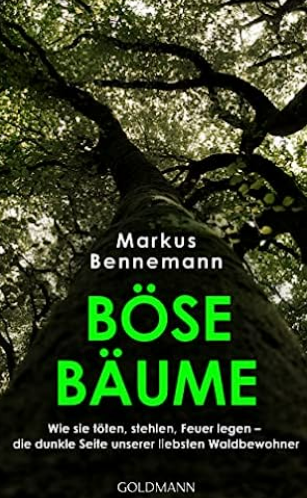 Markus
Bennemann
BÖSE
BÄUME
Wie sie töten, stehlen, Feuer legen –
die dunkle Seite unserer liebsten Waldbewohner
GOLDMANN